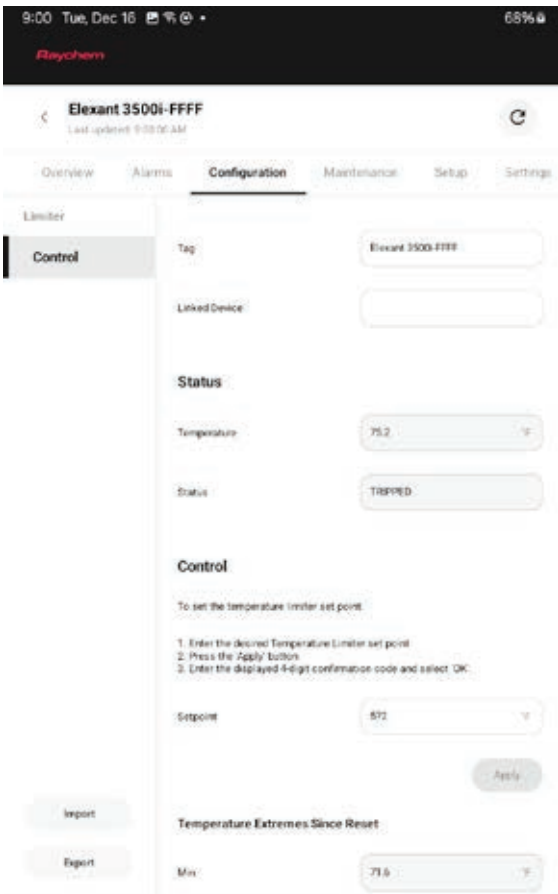 9:00 Tue, Dec 16
68%
Raychem
Elexant 3500i-FFFF
Last updated: 9:00:00 AM
Overview
Alarms
Configuration
Maintenance
Setup
Settings
Limiter
Control
Tag
Elexant 3500i-FFFF
Linked Device
Status
Temperature
75.2
°F
Status
TRIPPED
Control
To set the temperature limiter set point
1. Enter the desired Temperature Limiter set point
2. Press the 'Apply' button
3. Enter the displayed 4-digit confirmation code and select 'OK'
Setpoint
572
°F
Apply
Import
Temperature Extremes Since Reset
Export
Min
71.6
°F